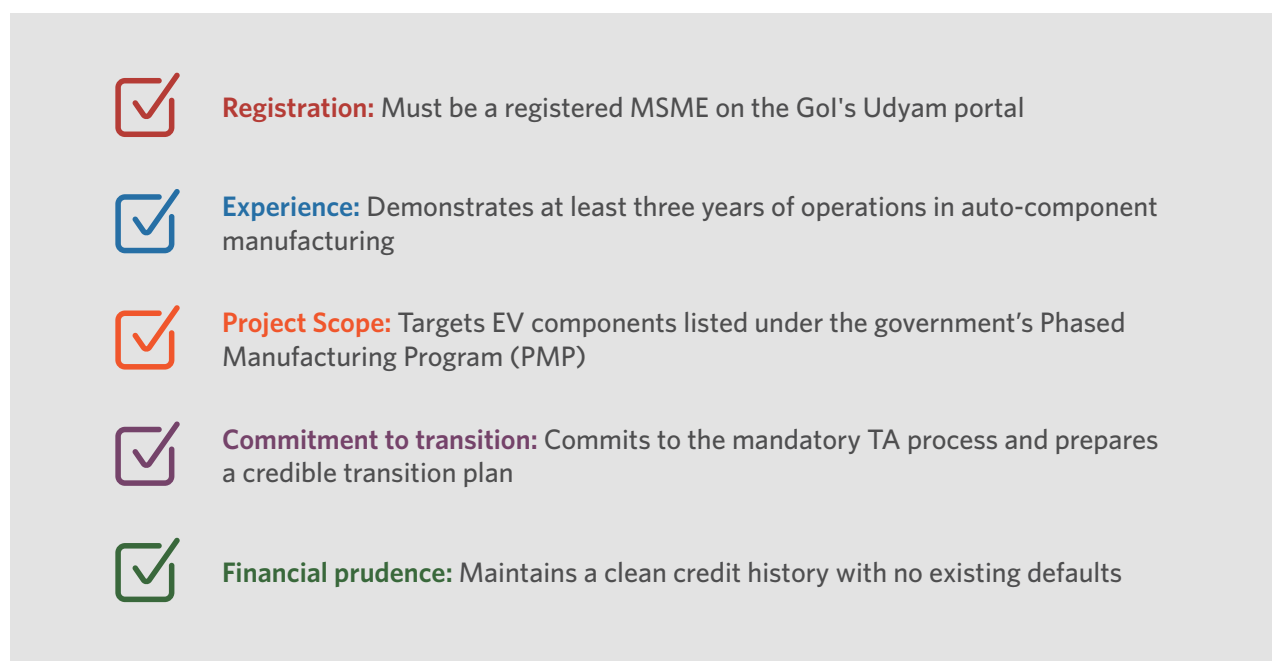 Registration: Must be a registered MSME on the GoI's Udyam portal
Experience: Demonstrates at least three years of operations in auto-component
manufacturing
Project Scope: Targets EV components listed under the government’s Phased
Manufacturing Program (PMP)
Commitment to transition: Commits to the mandatory TA process and prepares
a credible transition plan
Financial prudence: Maintains a clean credit history with no existing defaults